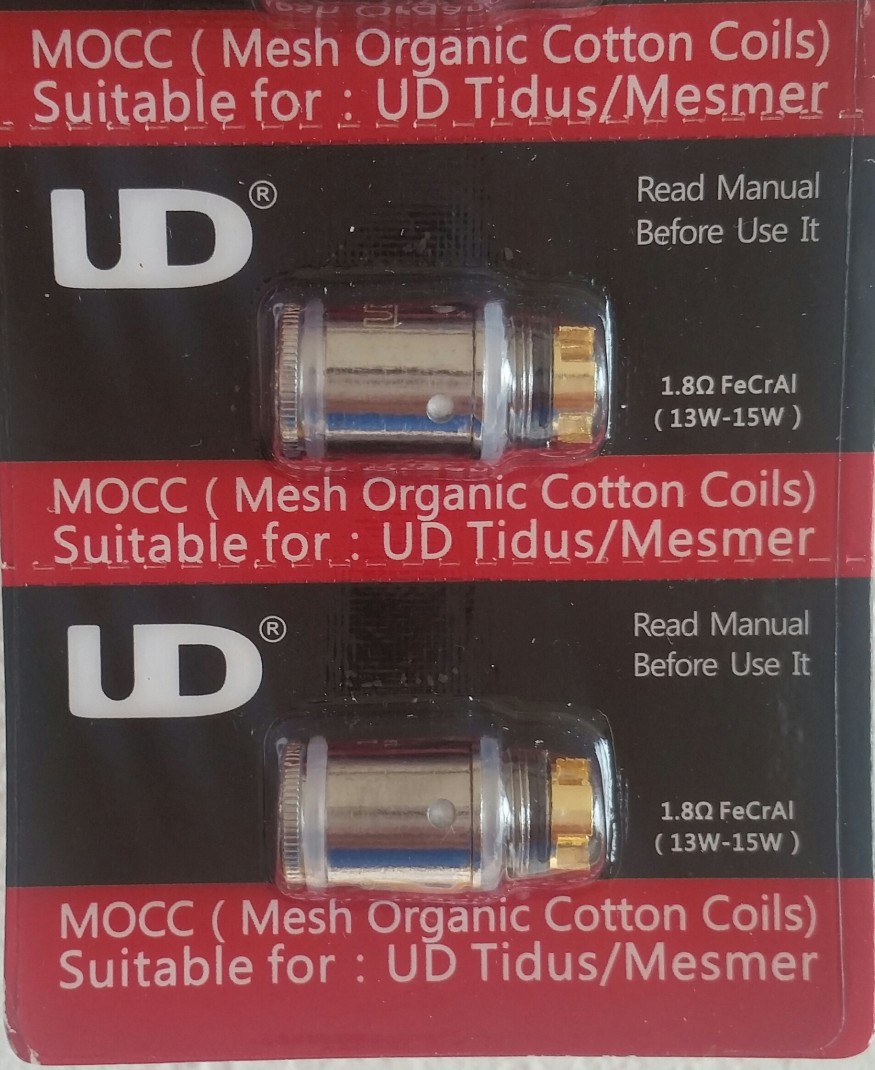 MOCC ( Mesh Organic Cotton Coils)
Suitable for : UD Tidus/Mesmer
UD®
Read Manual
Before Use It
1.8Ω FeCrAl
( 13W-15W )
MOCC ( Mesh Organic Cotton Coils)
Suitable for : UD Tidus/Mesmer
UD®
Read Manual
Before Use It
1.8Ω FeCrAl
( 13W-15W )
MOCC ( Mesh Organic Cotton Coils)
Suitable for : UD Tidus/Mesmer